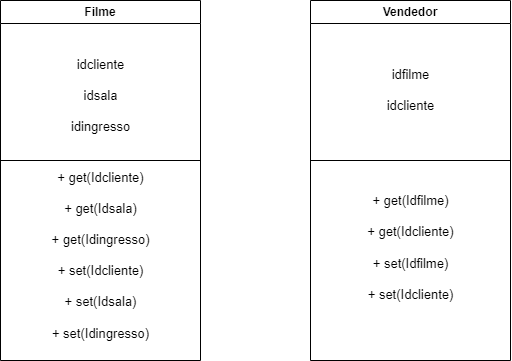 Filme
idcliente
idsala
idingresso
+ get(Idcliente)
+ get(Idsala)
+ get(Idingresso)
+ set(Idcliente)
+ set(Idsala)
+ set(Idingresso)
Vendedor
idfilme
idcliente
+ get(Idfilme)
+ get(Idcliente)
+ set(Idfilme)
+ set(Idcliente)